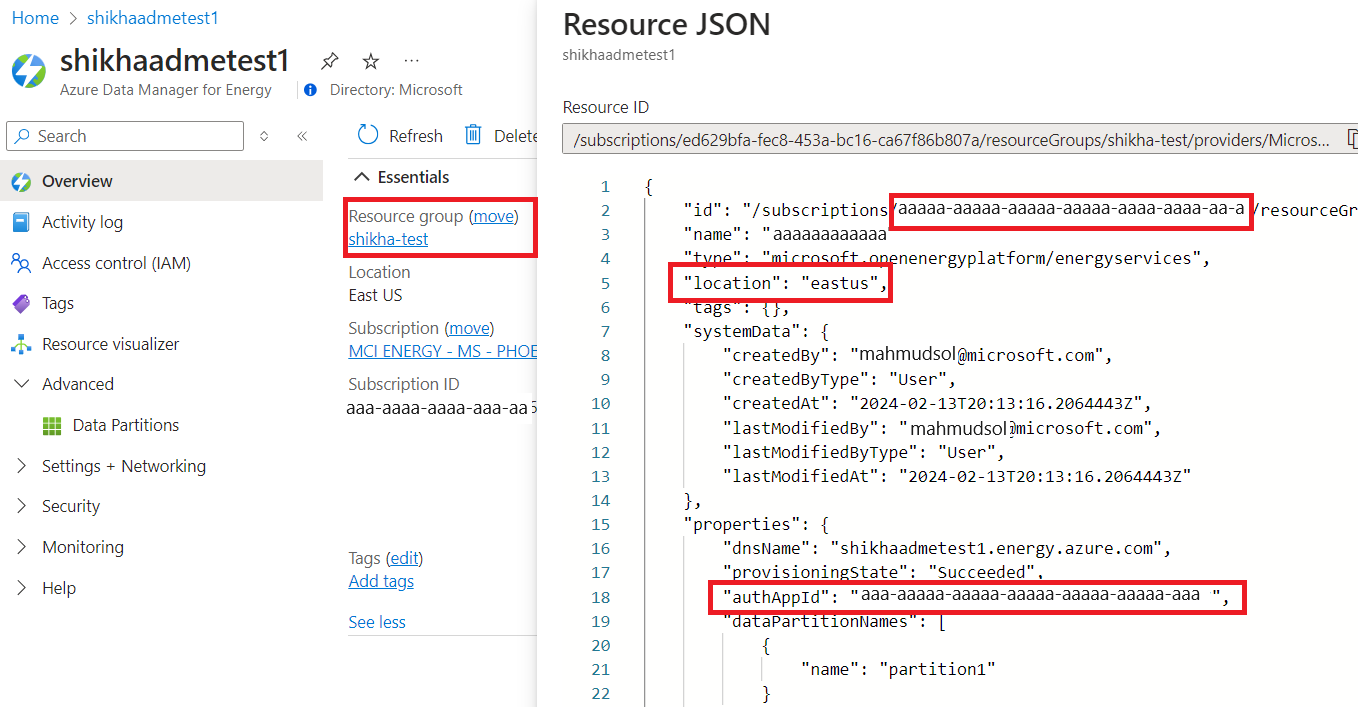 Home > shikhaadmetest1
shikhaadmetest1
Azure Data Manager for Energy
Directory: Microsoft
Search
Overview
Activity log
Access control (IAM)
Tags
Resource visualizer
Advanced
Data Partitions
Settings + Networking
Security
Monitoring
Help
Refresh
Delete
Essentials
Resource group (move)
shikha-test
Location
East US
Subscription (move)
MCI ENERGY - MS - PHOE
Subscription ID
aaa-aaaa-aaaa-aaa-aa
Tags (edit)
Add tags
See less
Resource JSON
shikhaadmetest1
Resource ID
/subscriptions/ed629bfa-fec8-453a-bc16-ca67f86b807a/resourceGroups/shikha-test/providers/Micros...
1 {
2 "id": "/subscriptions/aaaaa-aaaaa-aaaaa-aaaaa-aaaa-aaaa-aa-a/resourceGr
3 "name": "aaaaaaaaaaaa
4 "type": "microsoft.openenergyplatform/energyservices",
5 "location": "eastus",
6 "tags": {},
7 "systemData": {
8 "createdBy": "mahmudsol@microsoft.com",
9 "createdByType": "User",
10 "createdAt": "2024-02-13T20:13:16.2064443Z",
11 "lastModifiedBy": "mahmudsol@microsoft.com",
12 "lastModifiedByType": "User",
13 "lastModifiedAt": "2024-02-13T20:13:16.2064443Z"
14 },
15 "properties": {
16 "dnsName": "shikhaadmetest1.energy.azure.com",
17 "provisioningState": "Succeeded",
18 "authAppId": "aaa-aaaaa-aaaaa-aaaaa-aaaaa-aaaaa-aaa ",
19 "dataPartitionNames": [
20 {
21 "name": "partition1"
22 }